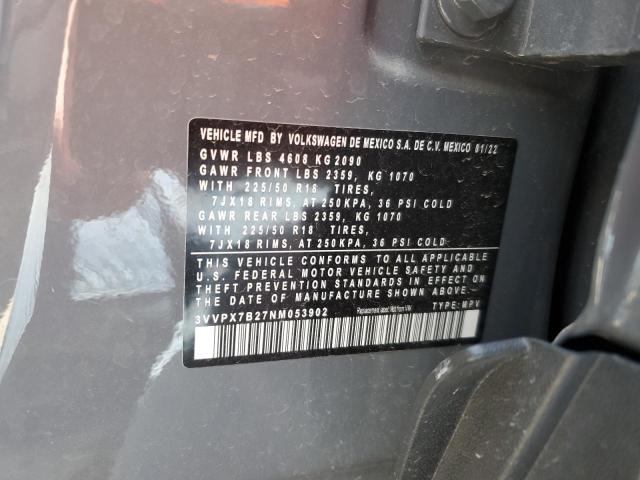 VEHICLE MFD BY VOLKSWAGEN DE MEXICO S.A. DE C.V. MEXICO 01/22
GVWR LBS 4608 KG 2090
GAWR FRONT LBS 2359, KG 1070
WITH 225/50 R18 TIRES,
7JX18 RIMS, AT 250KPA, 36 PSI COLD
GAWR REAR LBS 2359, KG 1070
WITH 225/50 R18 TIRES,
7JX18 RIMS, AT 250KPA, 36 PSI COLD
THIS VEHICLE CONFORMS TO ALL APPLICABLE
U.S. FEDERAL MOTOR VEHICLE SAFETY AND
THEFT PREVENTION STANDARDS IN EFFECT ON
THE DATE OF MANUFACTURE SHOWN ABOVE.
3VVPX7B27NM053902 TYPE: MPV